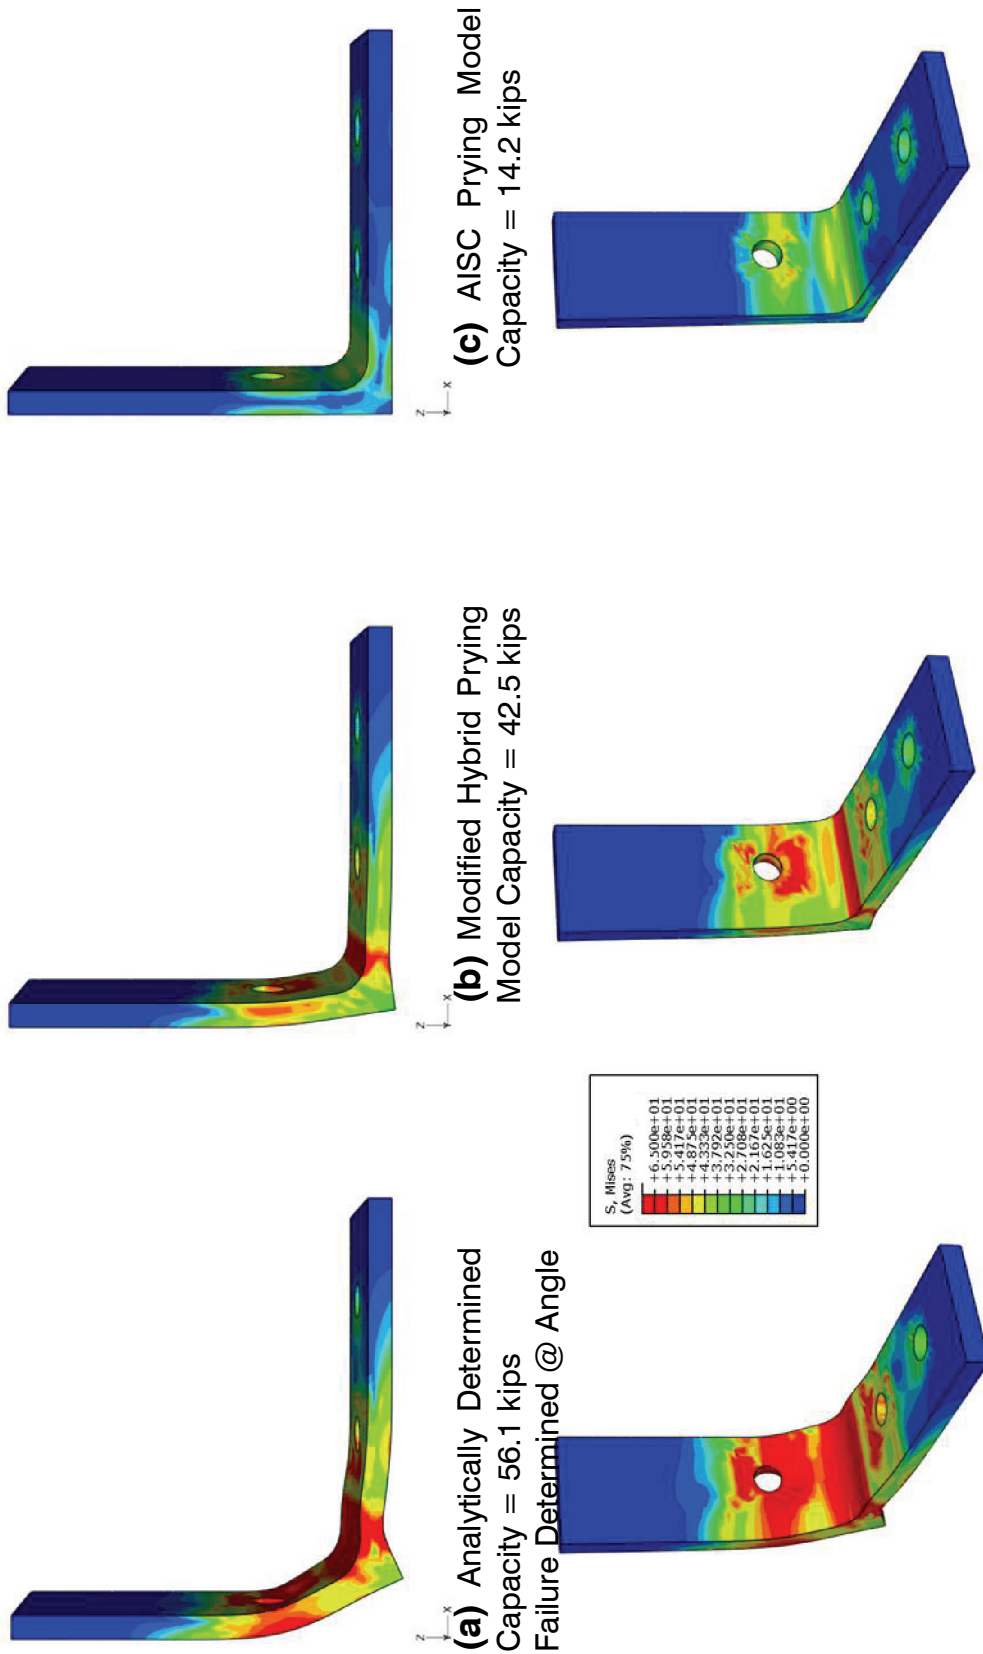 Z
X
(a) Analytically Determined
Capacity = 56.1 kips
Failure Determined @ Angle
S, Mises
(Avg: 75%)
+6.500e+01
+5.958e+01
+5.417e+01
+4.875e+01
+4.333e+01
+3.792e+01
+3.250e+01
+2.708e+01
+2.167e+01
+1.625e+01
+1.083e+01
+5.417e+00
+0.000e+00
Z
X
(b) Modified Hybrid Prying
Model Capacity = 42.5 kips
Z
X
(c) AISC Prying Model
Capacity = 14.2 kips